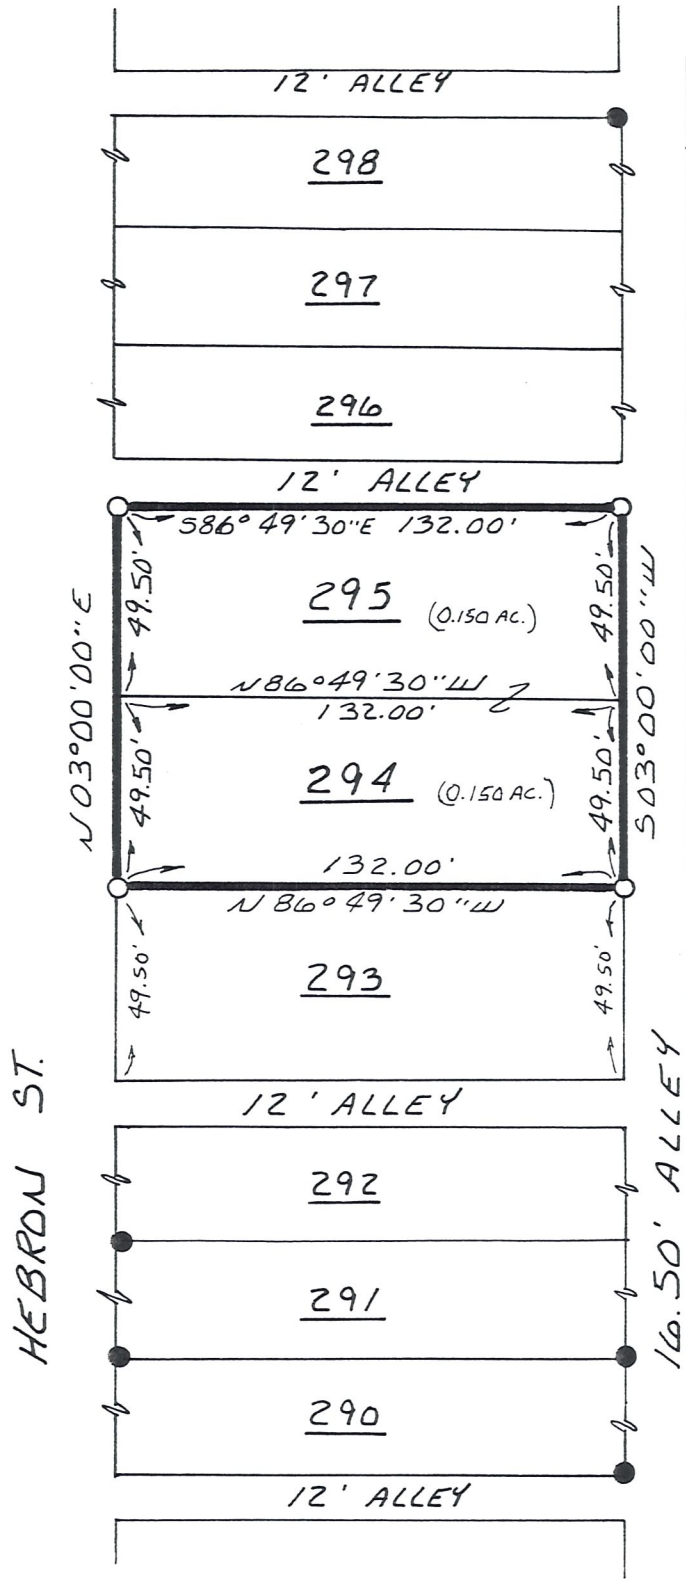 12' ALLEY
298
297
296
12' ALLEY
S86°49'30"E 132.00'
49.50'
49.50'
295 (0.150 AC.)
N03°00'00"E
S03°00'00"W
N86°49'30"W
132.00'
49.50'
49.50'
294 (0.150 AC.)
132.00'
N86°49'30"W
49.50'
49.50'
293
12' ALLEY
HEBRON ST.
16.50' ALLEY
292
291
290
12' ALLEY